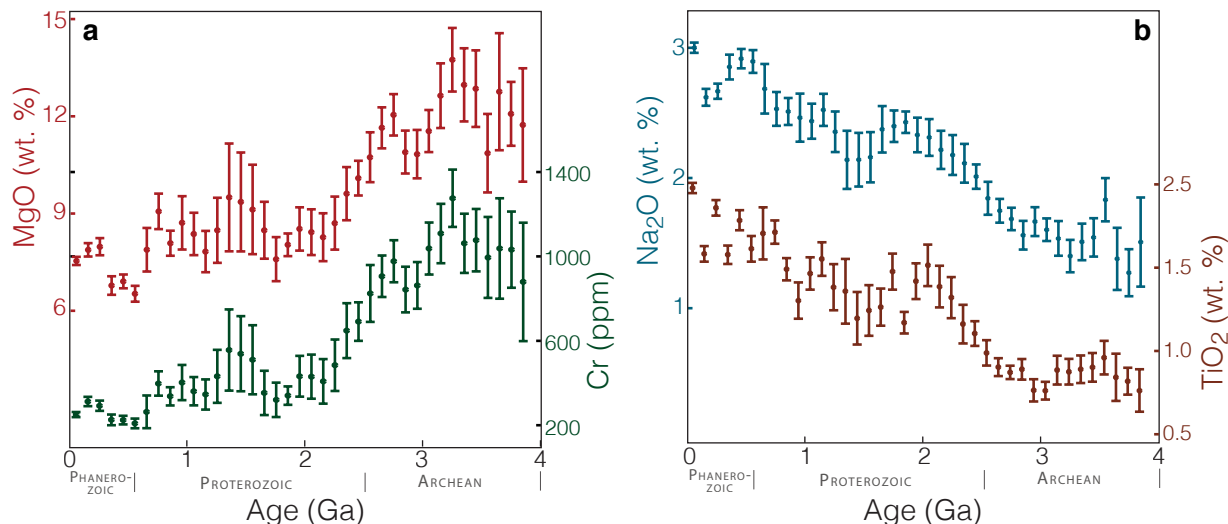 a
MgO (wt. %)
15
12
9
6
Cr (ppm)
1400
1000
600
200
0
1
2
3
4
PHANERO-
ZOIC
PROTEROZOIC
ARCHEAN
Age (Ga)
b
Na2O (wt. %)
3
2
1
TiO2 (wt. %)
2.5
1.5
1.0
0.5
0
1
2
3
4
PHANERO-
ZOIC
PROTEROZOIC
ARCHEAN
Age (Ga)